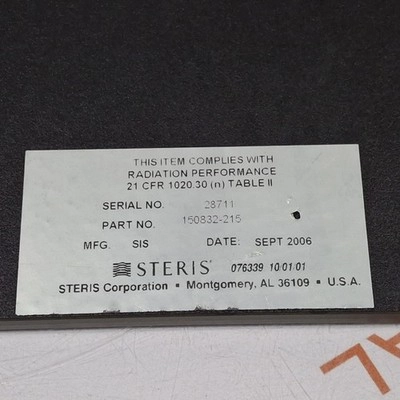 THIS ITEM COMPLIES WITH
RADIATION PERFORMANCE
21 CFR 1020.30 (n) TABLE II
SERIAL NO. 28711
PART NO. 150832-215
MFG. SIS DATE: SEPT 2006
STERIS® 076339 10/01/01
STERIS Corporation ▪ Montgomery, AL 36109 ▪ U.S.A.